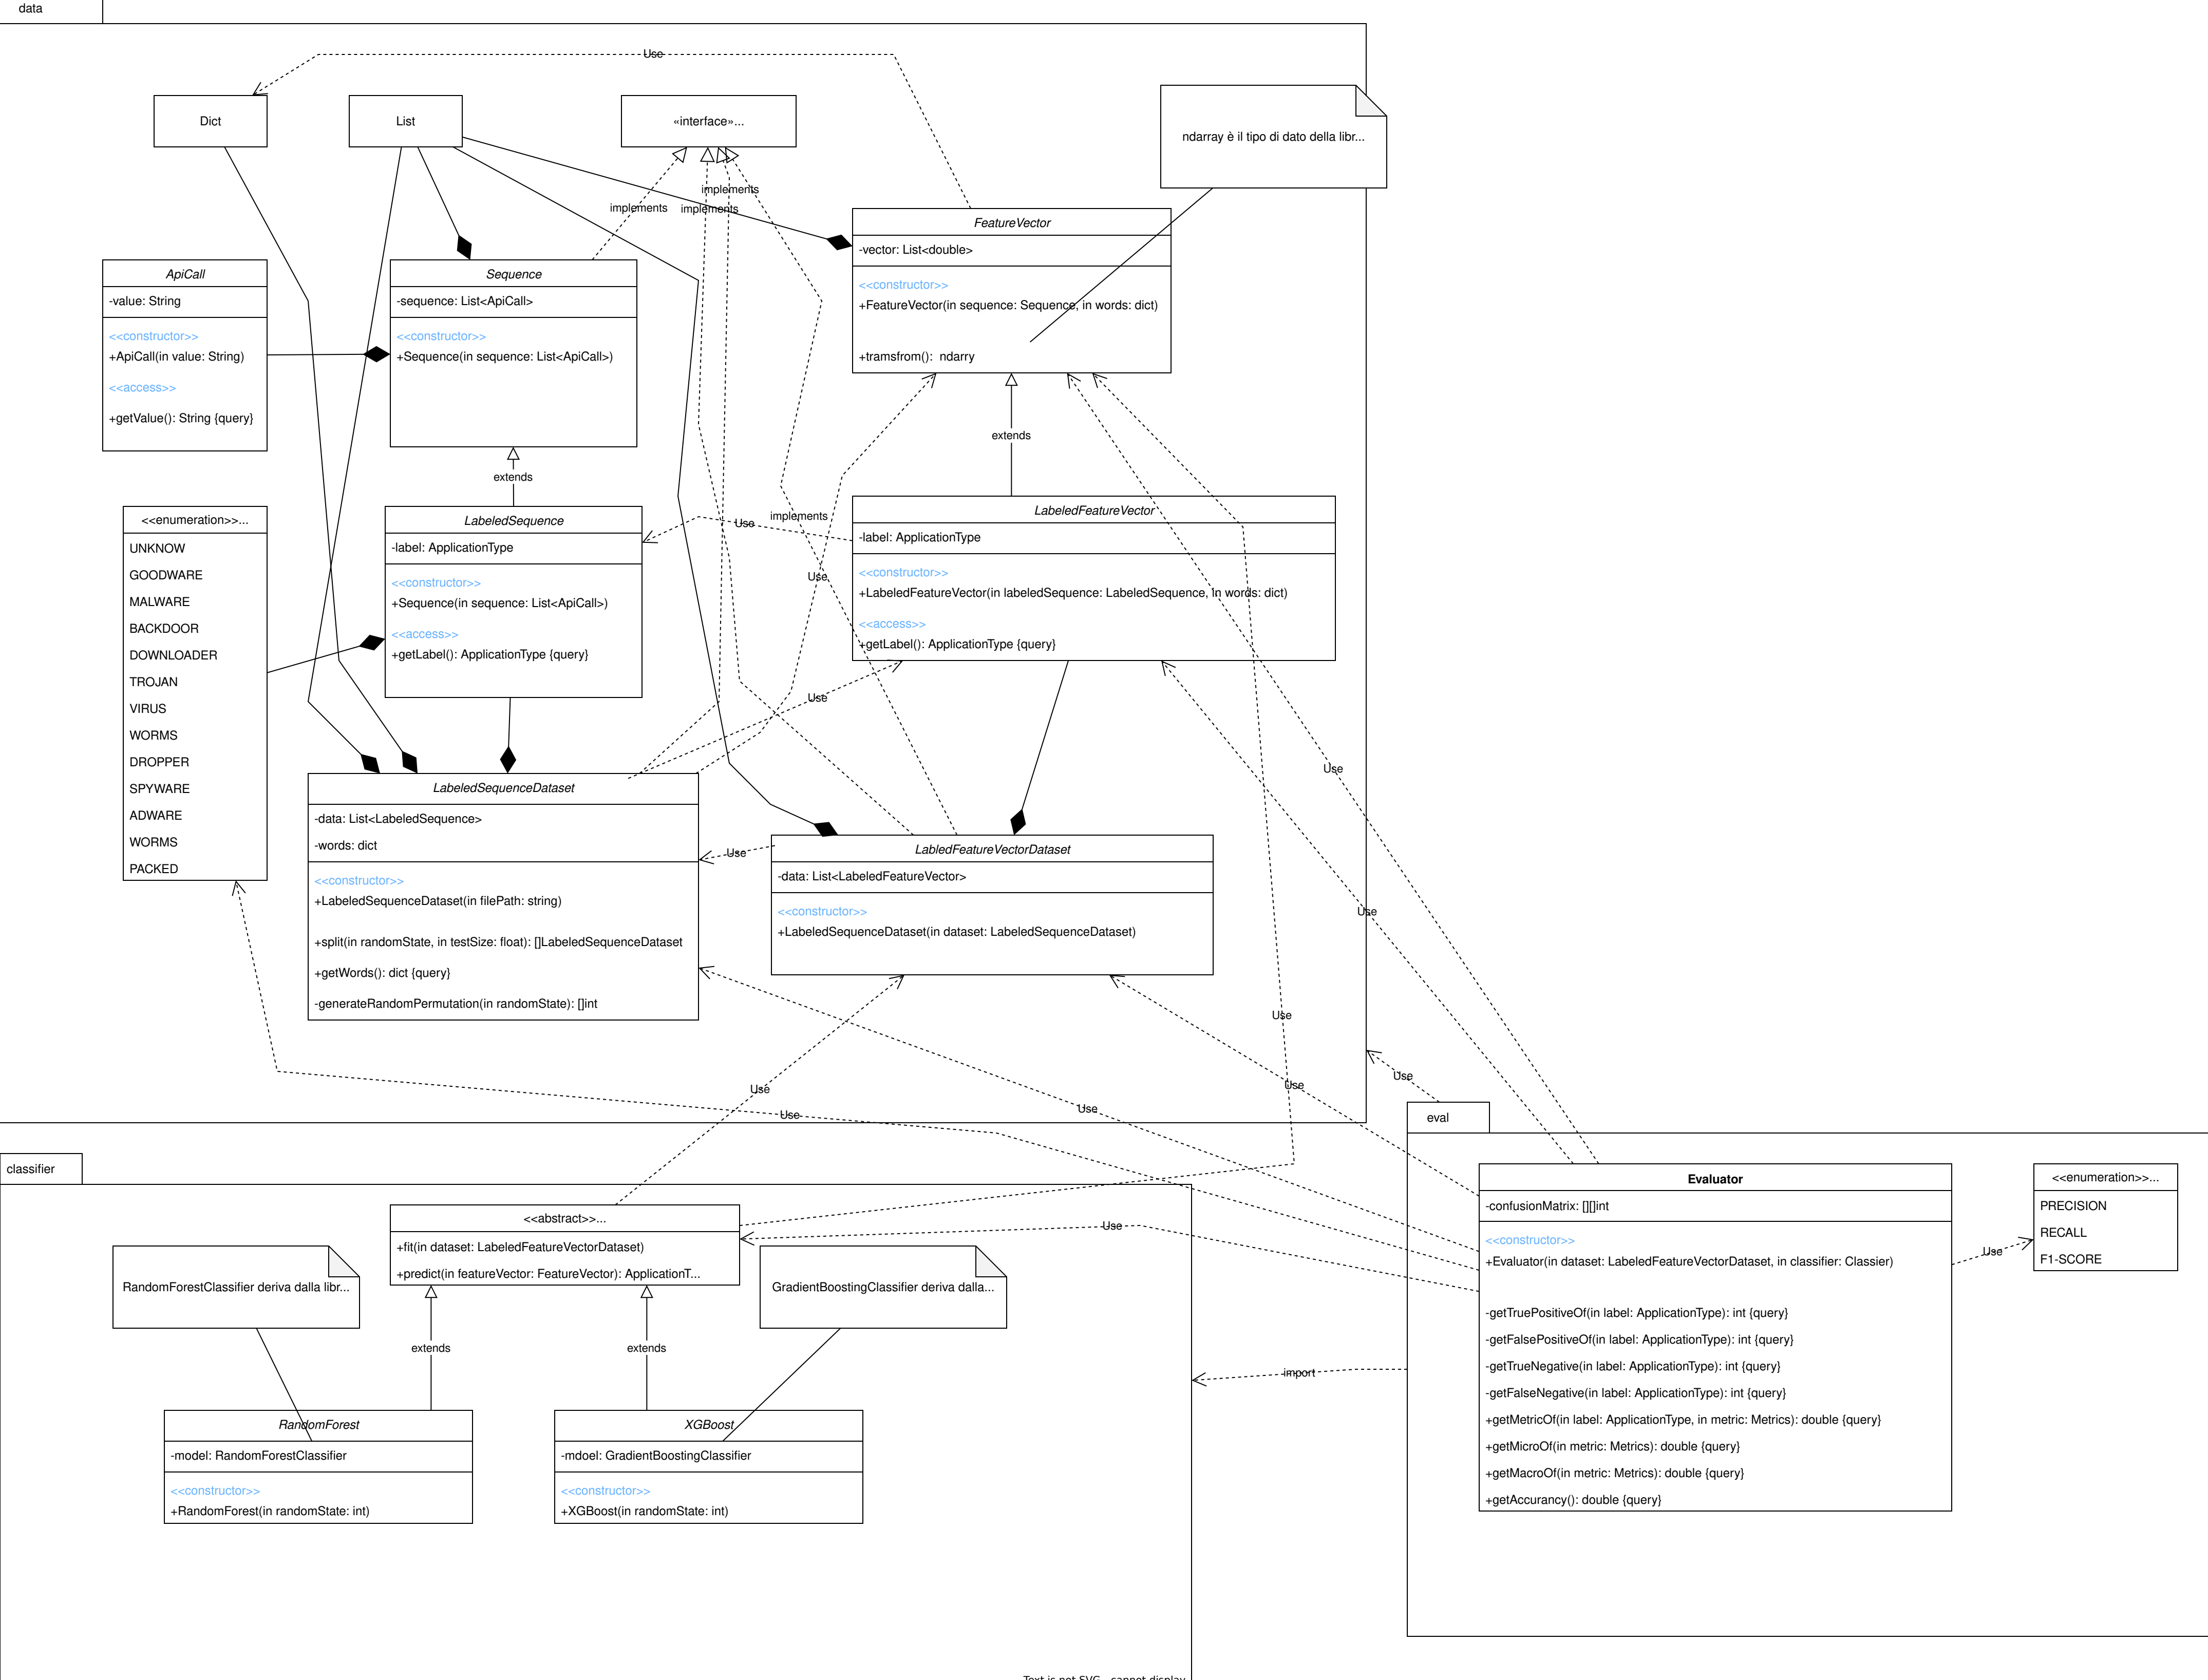 data
Use
Dict
List
«interface»...
ndarray è il tipo di dato della libr...
implements
implements
implements
FeatureVector
-vector: List<double>
<<constructor>>
+FeatureVector(in sequence: Sequence, in words: dict)
+tramsfrom():  ndarry
ApiCall
-value: String
<<constructor>>
+ApiCall(in value: String)
<<access>>
+getValue(): String {query}
Sequence
-sequence: List<ApiCall>
<<constructor>>
+Sequence(in sequence: List<ApiCall>)
extends
extends
<<enumeration>>...
UNKNOW
GOODWARE
MALWARE
BACKDOOR
DOWNLOADER
TROJAN
VIRUS
WORMS
DROPPER
SPYWARE
ADWARE
WORMS
PACKED
LabeledSequence
-label: ApplicationType
<<constructor>>
+Sequence(in sequence: List<ApiCall>)
<<access>>
+getLabel(): ApplicationType {query}
Use
implements
Use
Use
LabeledFeatureVector
-label: ApplicationType
<<constructor>>
+LabeledFeatureVector(in labeledSequence: LabeledSequence, in words: dict)
<<access>>
+getLabel(): ApplicationType {query}
LabeledSequenceDataset
-data: List<LabeledSequence>
-words: dict
<<constructor>>
+LabeledSequenceDataset(in filePath: string)
+split(in randomState, in testSize: float): []LabeledSequenceDataset
+getWords(): dict {query}
-generateRandomPermutation(in randomState): []int
Use
LabledFeatureVectorDataset
-data: List<LabeledFeatureVector>
<<constructor>>
+LabeledSequenceDataset(in dataset: LabeledSequenceDataset)
Use
Use
Use
Use
Use
Use
Use
Use
eval
classifier
<<abstract>>...
+fit(in dataset: LabeledFeatureVectorDataset)
+predict(in featureVector: FeatureVector): ApplicationT...
Use
RandomForestClassifier deriva dalla libr...
GradientBoostingClassifier deriva dalla...
extends
extends
import
RandomForest
-model: RandomForestClassifier
<<constructor>>
+RandomForest(in randomState: int)
XGBoost
-mdoel: GradientBoostingClassifier
<<constructor>>
+XGBoost(in randomState: int)
Evaluator
-confusionMatrix: [][]int
<<constructor>>
+Evaluator(in dataset: LabeledFeatureVectorDataset, in classifier: Classier)
-getTruePositiveOf(in label: ApplicationType): int {query}
-getFalsePositiveOf(in label: ApplicationType): int {query}
-getTrueNegative(in label: ApplicationType): int {query}
-getFalseNegative(in label: ApplicationType): int {query}
+getMetricOf(in label: ApplicationType, in metric: Metrics): double {query}
+getMicroOf(in metric: Metrics): double {query}
+getMacroOf(in metric: Metrics): double {query}
+getAccurancy(): double {query}
Use
<<enumeration>>...
PRECISION
RECALL
F1-SCORE
Text is not SVG - cannot display